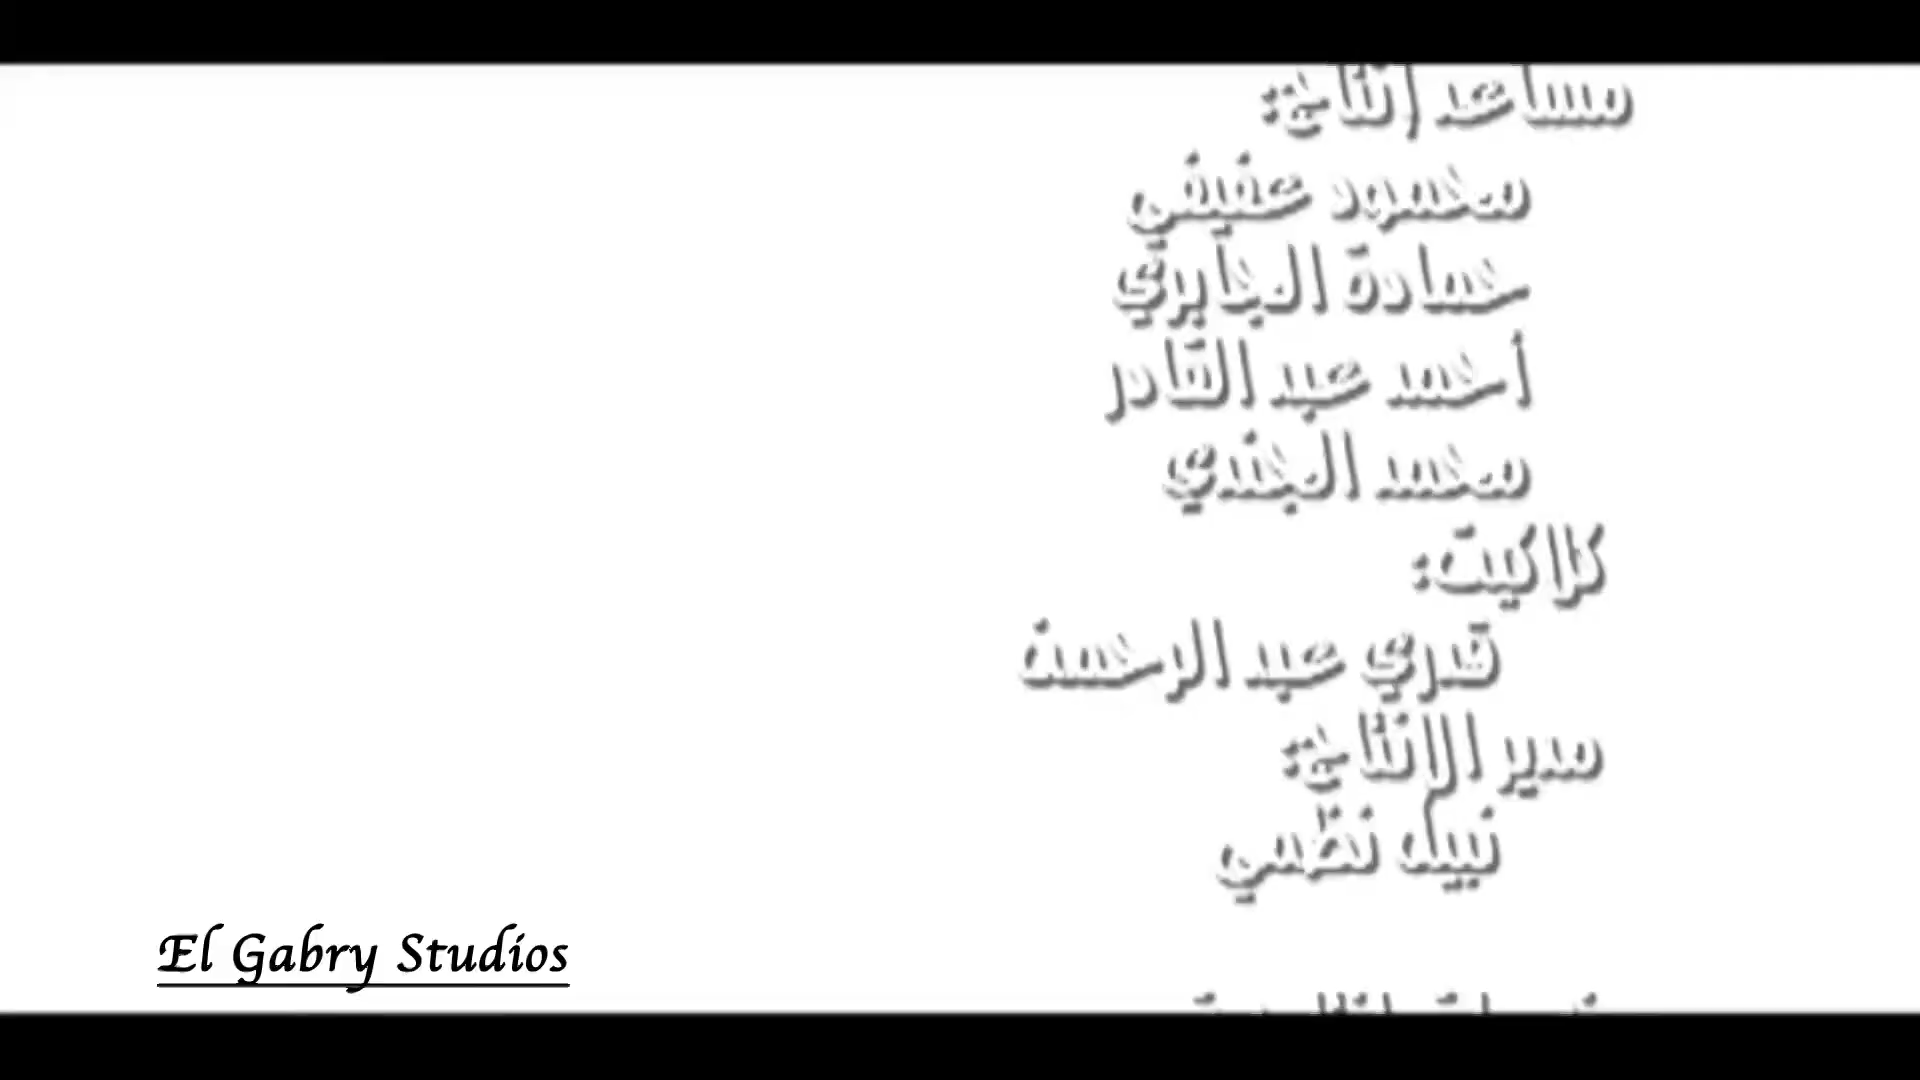 مساعد إنتاج:
محمود عفيفي
حمادة الجابري
أحمد عبد القادر
محمد الجندي
كلاكيت:
قدري عبد الرحمن
مدير الإنتاج:
نبيل نظمي
El Gabry Studios